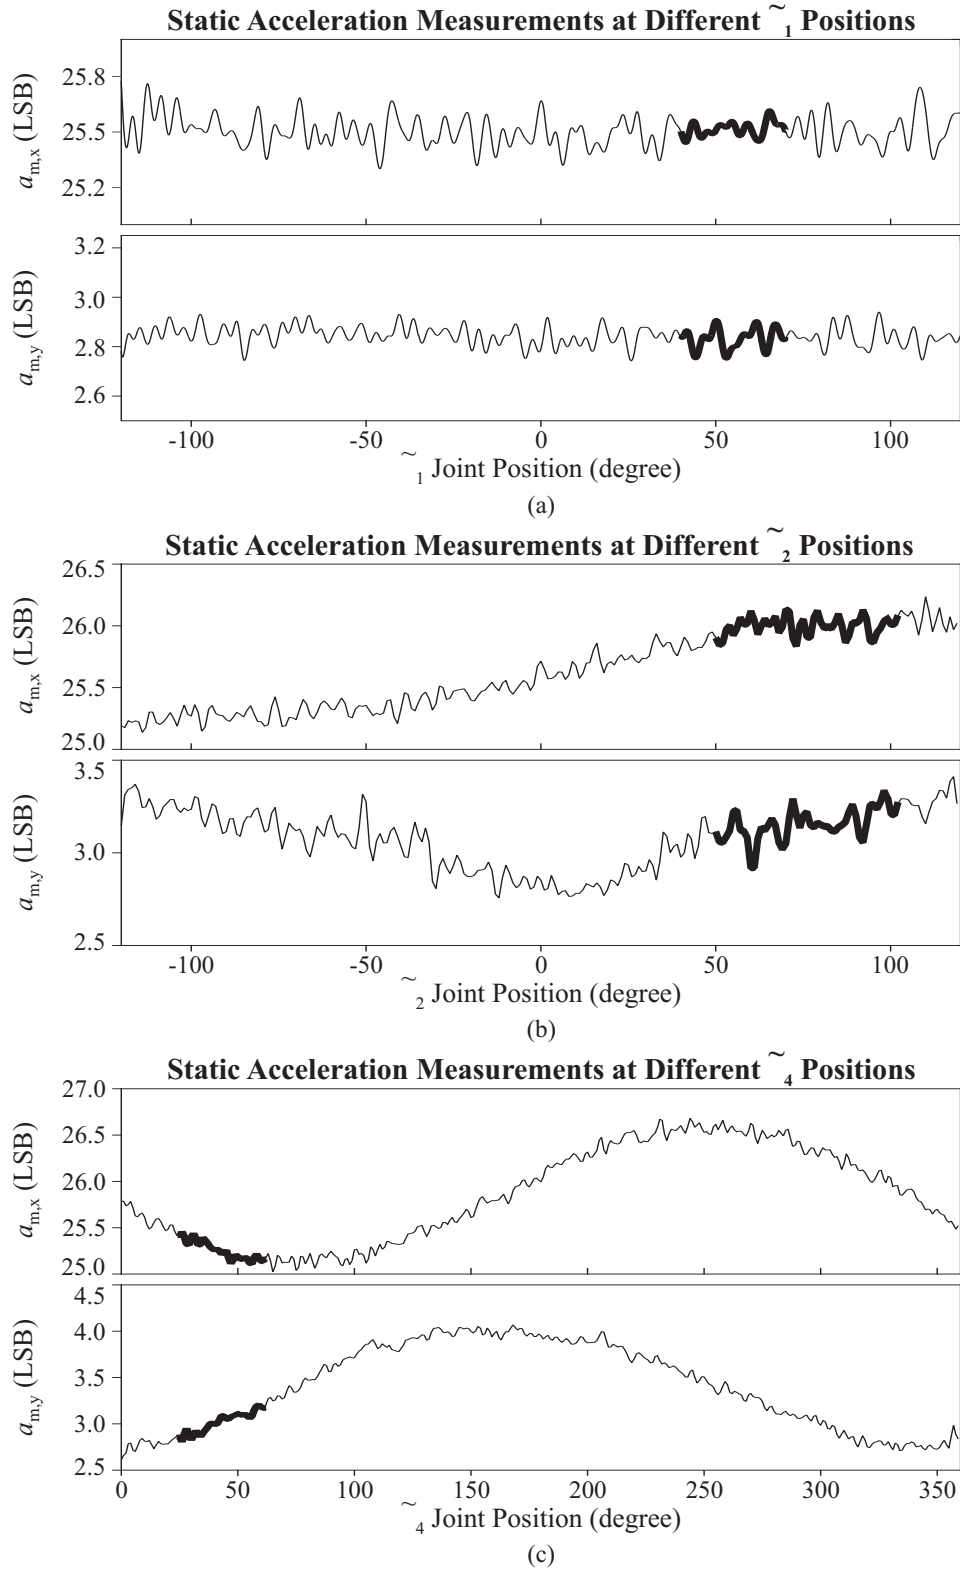 Static Acceleration Measurements at Different ~1 Positions
25.8
25.5
25.2
am,x (LSB)
3.2
3.0
2.8
2.6
am,y (LSB)
-100 -50 0 50 100
~1 Joint Position (degree)
(a)
Static Acceleration Measurements at Different ~2 Positions
26.5
26.0
25.5
25.0
am,x (LSB)
3.5
3.0
2.5
am,y (LSB)
-100 -50 0 50 100
~2 Joint Position (degree)
(b)
Static Acceleration Measurements at Different ~4 Positions
27.0
26.5
26.0
25.5
25.0
am,x (LSB)
4.5
4.0
3.5
3.0
2.5
am,y (LSB)
0 50 100 150 200 250 300 350
~4 Joint Position (degree)
(c)